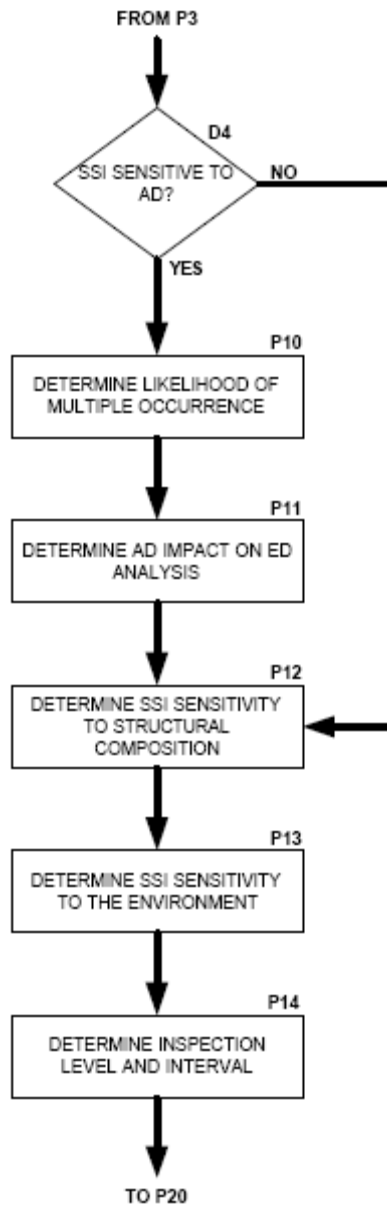 FROM P3
D4
SSI SENSITIVE TO
AD?
NO
YES
P10
DETERMINE LIKELIHOOD OF
MULTIPLE OCCURRENCE
P11
DETERMINE AD IMPACT ON ED
ANALYSIS
P12
DETERMINE SSI SENSITIVITY
TO STRUCTURAL
COMPOSITION
P13
DETERMINE SSI SENSITIVITY
TO THE ENVIRONMENT
P14
DETERMINE INSPECTION
LEVEL AND INTERVAL
TO P20